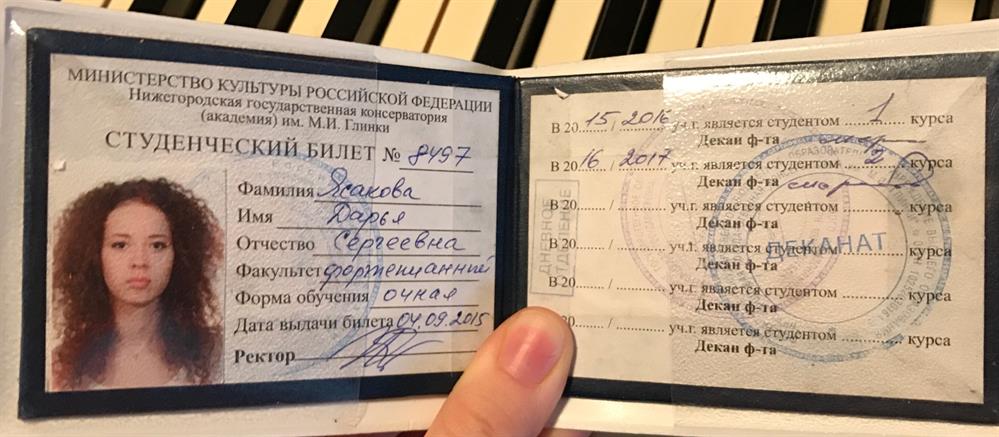 МИНИСТЕРСТВО КУЛЬТУРЫ РОССИЙСКОЙ ФЕДЕРАЦИИ
Нижегородская государственная консерватория
(академия) им. М.И. Глинки
СТУДЕНЧЕСКИЙ БИЛЕТ № 8497
Фамилия Ясакова
Имя Дарья
Отчество Сергеевна
Факультет фортепианный
Форма обучения очная
Дата выдачи билета 04.09.2015
Ректор
В 2015 / 2016 уч.г. является студентом 1 курса
Декан ф-та
В 2016 / 2017 уч.г. является студентом 2 курса
Декан ф-та
В 20...... / ............ уч.г. является студентом ............ курса
Декан ф-та
В 20...... / ............ уч.г. является студентом ............ курса
Декан ф-та
В 20...... / ............ уч.г. является студентом ............ курса
Декан ф-та
20...... / ............ уч.г. является студентом ............ курса
Декан ф-та
ДНЕВНОЕ
ОТДЕЛЕНИЕ
ДЕКАНАТ